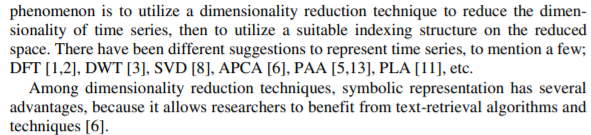 phenomenon is to utilize a dimensionality reduction technique to reduce the dimen-
sionality of time series, then to utilize a suitable indexing structure on the reduced
space. There have been different suggestions to represent time series, to mention a few;
DFT [1,2], DWT [3], SVD [8], APCA [6], PAA [5,13], PLA [11], etc.
Among dimensionality reduction techniques, symbolic representation has several
advantages, because it allows researchers to benefit from text-retrieval algorithms and
techniques [6].